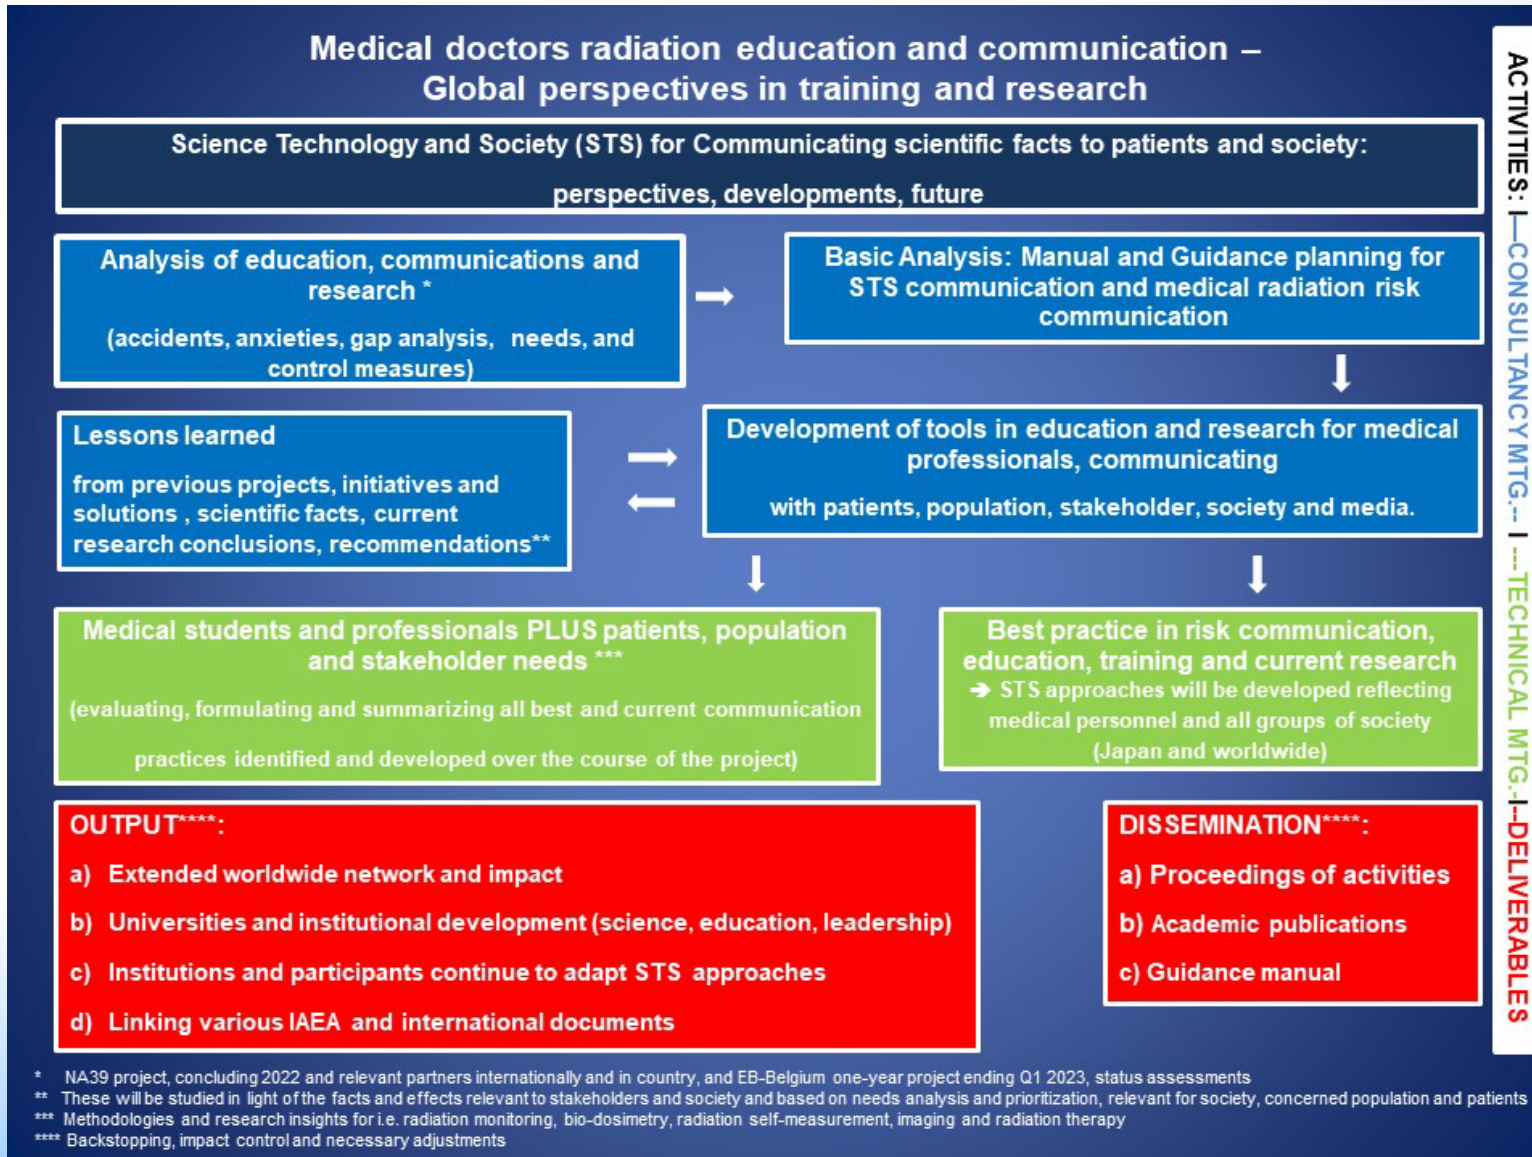 Medical doctors radiation education and communication –
Global perspectives in training and research
Science Technology and Society (STS) for Communicating scientific facts to patients and society:
perspectives, developments, future
Analysis of education, communications and
research *
(accidents, anxieties, gap analysis, needs, and
control measures)
Basic Analysis: Manual and Guidance planning for
STS communication and medical radiation risk
communication
Lessons learned
from previous projects, initiatives and
solutions , scientific facts, current
research conclusions, recommendations**
Development of tools in education and research for medical
professionals, communicating
with patients, population, stakeholder, society and media.
Medical students and professionals PLUS patients, population
and stakeholder needs ***
(evaluating, formulating and summarizing all best and current communication
practices identified and developed over the course of the project)
Best practice in risk communication,
education, training and current research
➔ STS approaches will be developed reflecting
medical personnel and all groups of society
(Japan and worldwide)
OUTPUT****:
a) Extended worldwide network and impact
b) Universities and institutional development (science, education, leadership)
c) Institutions and participants continue to adapt STS approaches
d) Linking various IAEA and international documents
DISSEMINATION****:
a) Proceedings of activities
b) Academic publications
c) Guidance manual
ACTIVITIES: I—CONSULTANCY MTG.-- I ---TECHNICAL MTG.-I--DELIVERABLES
* NA39 project, concluding 2022 and relevant partners internationally and in country, and EB-Belgium one-year project ending Q1 2023, status assessments
** These will be studied in light of the facts and effects relevant to stakeholders and society and based on needs analysis and prioritization, relevant for society, concerned population and patients
*** Methodologies and research insights for i.e. radiation monitoring, bio-dosimetry, radiation self-measurement, imaging and radiation therapy
**** Backstopping, impact control and necessary adjustments